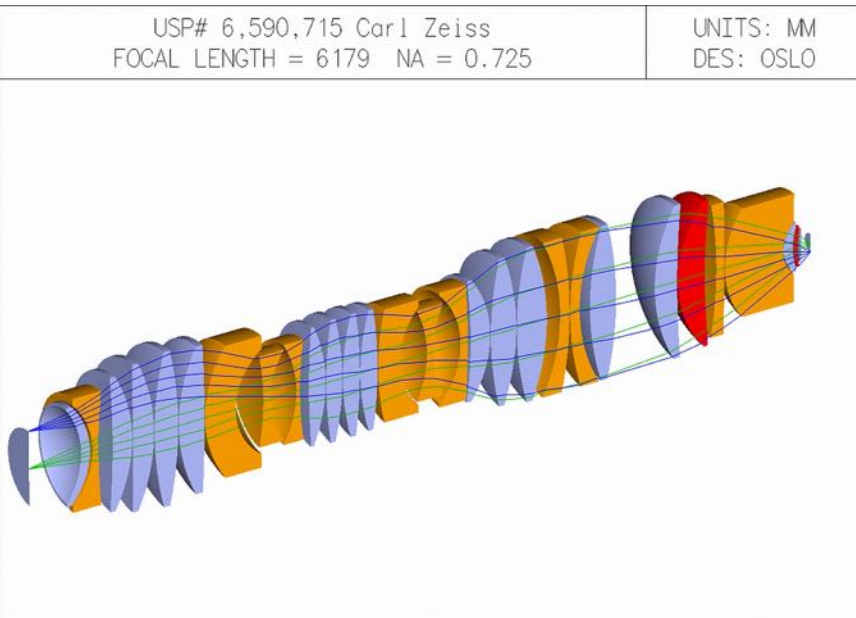 USP# 6,590,715 Carl Zeiss
FOCAL LENGTH = 6179 NA = 0.725
UNITS: MM
DES: OSLO